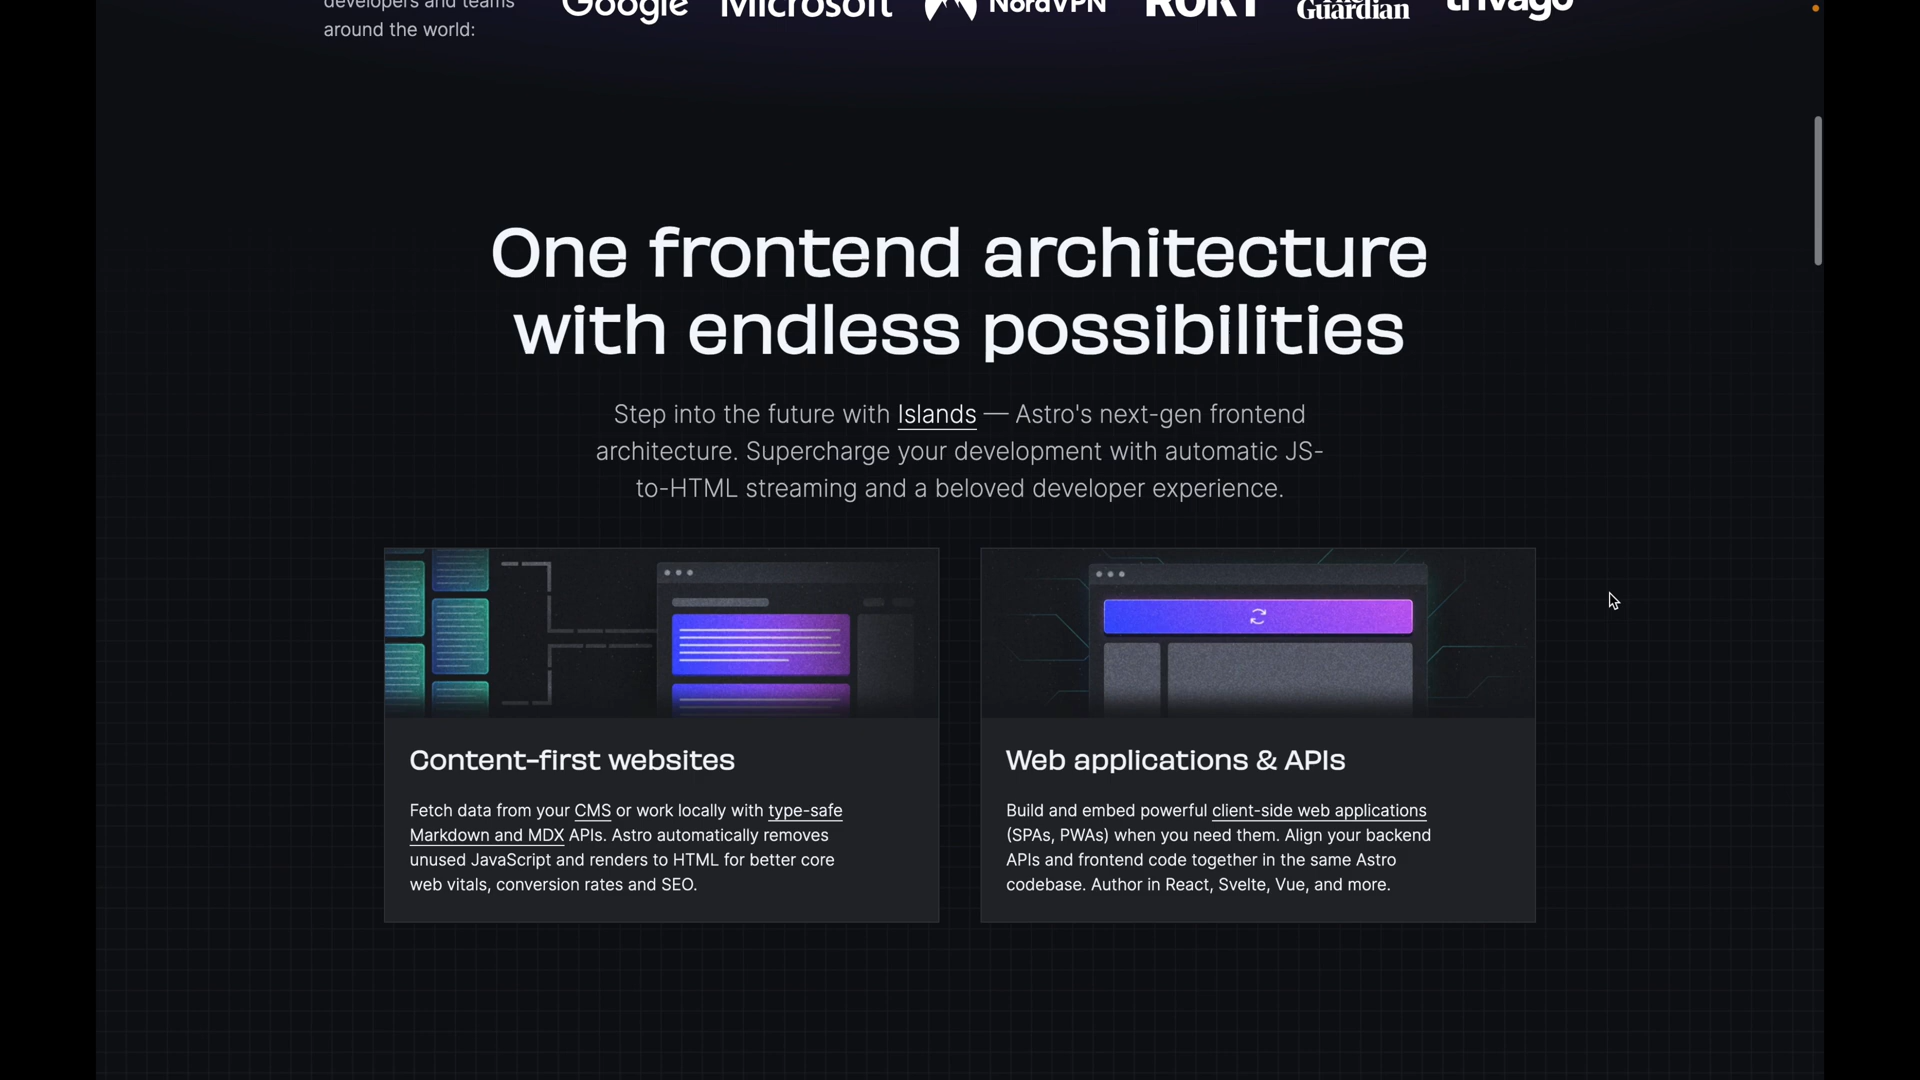 developers and teams
around the world:
Google Microsoft NordVPN ROKT The Guardian trivago
One frontend architecture
with endless possibilities
Step into the future with Islands — Astro's next-gen frontend
architecture. Supercharge your development with automatic JS-
to-HTML streaming and a beloved developer experience.
Content-first websites
Fetch data from your CMS or work locally with type-safe
Markdown and MDX APIs. Astro automatically removes
unused JavaScript and renders to HTML for better core
web vitals, conversion rates and SEO.
Web applications & APIs
Build and embed powerful client-side web applications
(SPAs, PWAs) when you need them. Align your backend
APIs and frontend code together in the same Astro
codebase. Author in React, Svelte, Vue, and more.